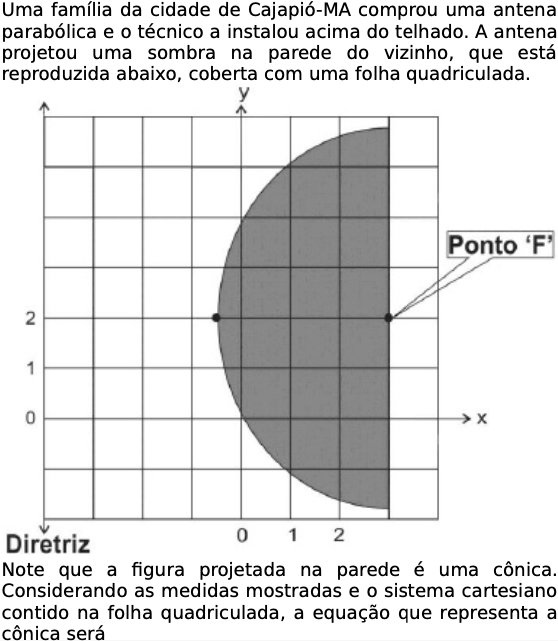 Uma família da cidade de Cajapió-MA comprou uma antena
parabólica e o técnico a instalou acima do telhado. A antena
projetou uma sombra na parede do vizinho, que está
reproduzida abaixo, coberta com uma folha quadriculada.
y
Ponto ‘F’
2
1
0
x
0 1 2
Diretriz
Note que a figura projetada na parede é uma cônica.
Considerando as medidas mostradas e o sistema cartesiano
contido na folha quadriculada, a equação que representa a
cônica será